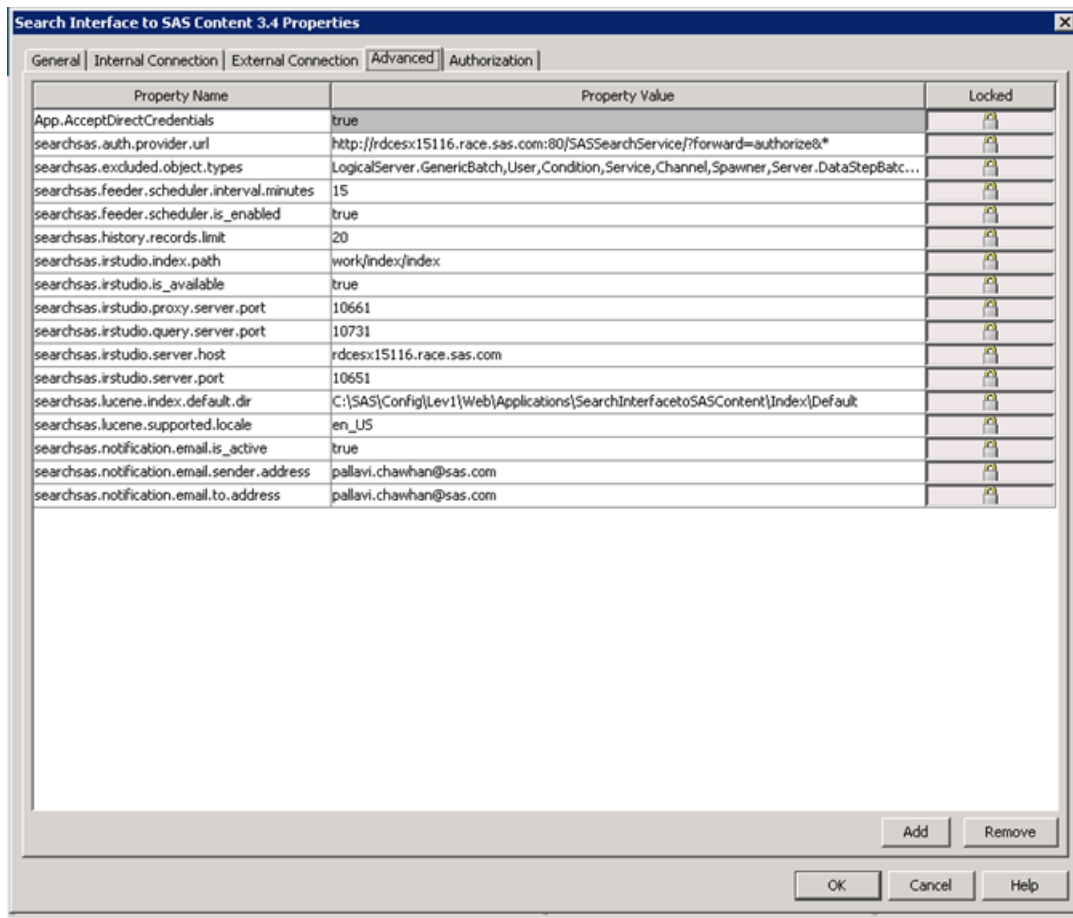 Search Interface to SAS Content 3.4 Properties
General Internal Connection External Connection Advanced Authorization
Property Name Property Value Locked
App.AcceptDirectCredentials true
searchsas.auth.provider.url http://rdcesx15116.race.sas.com:80/SASSearchService/?forward=authorize&*
searchsas.excluded.object.types LogicalServer.GenericBatch,User,Condition,Service,Channel,Spawner,Server.DataStepBatc...
searchsas.feeder.scheduler.interval.minutes 15
searchsas.feeder.scheduler.is_enabled true
searchsas.history.records.limit 20
searchsas.irstudio.index.path work/index/index
searchsas.irstudio.is_available true
searchsas.irstudio.proxy.server.port 10661
searchsas.irstudio.query.server.port 10731
searchsas.irstudio.server.host rdcesx15116.race.sas.com
searchsas.irstudio.server.port 10651
searchsas.lucene.index.default.dir C:\SAS\Config\Lev1\Web\Applications\SearchInterfacetoSASContent\Index\Default
searchsas.lucene.supported.locale en_US
searchsas.notification.email.is_active true
searchsas.notification.email.sender.address pallavi.chawhan@sas.com
searchsas.notification.email.to.address pallavi.chawhan@sas.com
Add Remove
OK Cancel Help